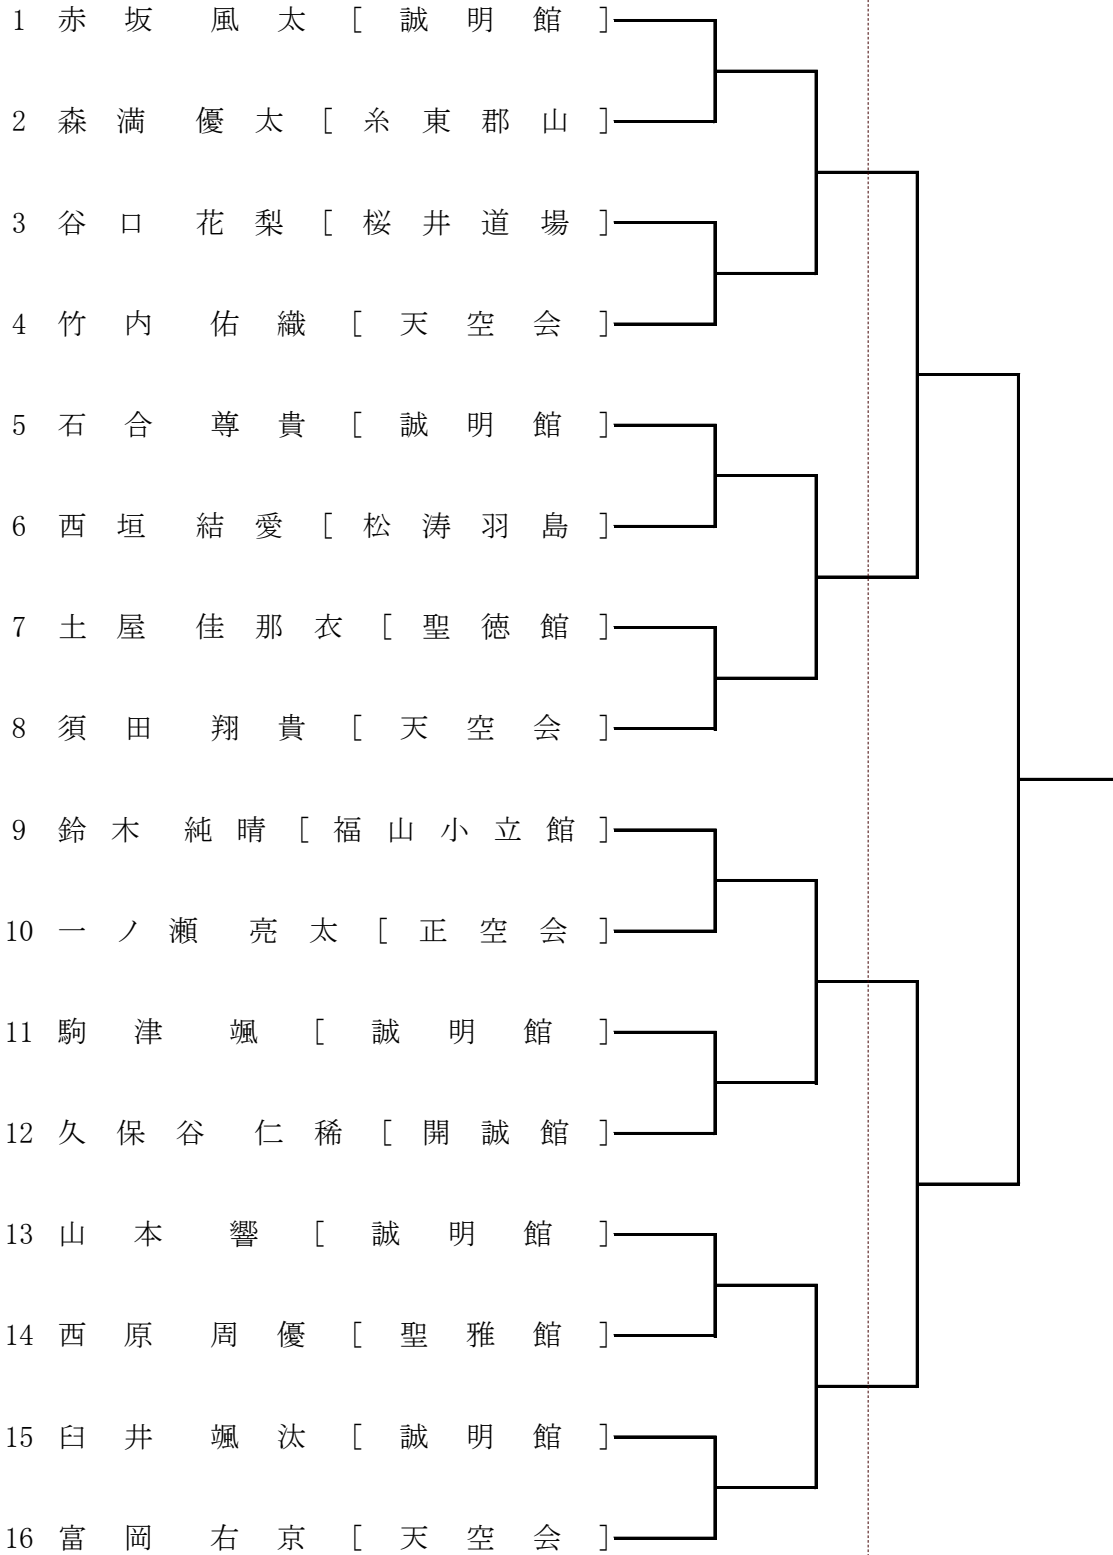 1 赤坂 風太 [誠明館]
2 森満 優太 [糸東郡山]
3 谷口 花梨 [桜井道場]
4 竹内 佑織 [天空会]
5 石合 尊貴 [誠明館]
6 西垣 結愛 [松涛羽島]
7 土屋 佳那衣 [聖徳館]
8 須田 翔貴 [天空会]
9 鈴木 純晴 [福山小立館]
10 一ノ瀬 亮太 [正空会]
11 駒津 颯 [誠明館]
12 久保谷 仁稀 [開誠館]
13 山本 響 [誠明館]
14 西原 周優 [聖雅館]
15 臼井 颯汰 [誠明館]
16 富岡 右京 [天空会]